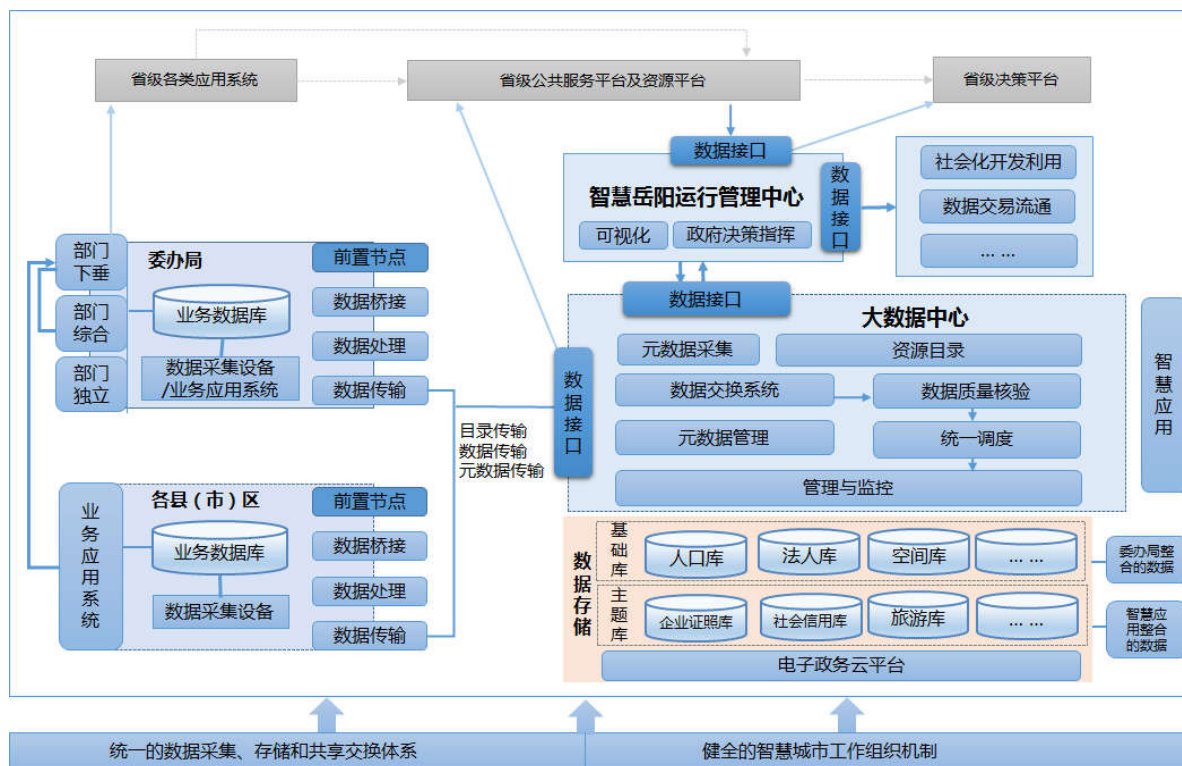 省级各类应用系统
省级公共服务平台及资源平台
省级决策平台
数据接口
智慧岳阳运行管理中心
可视化
政府决策指挥
数据接口
社会化开发利用
数据交易流通
... ...
部门
下垂
部门
综合
部门
独立
委办局
业务数据库
数据采集设备
/业务应用系统
前置节点
数据桥接
数据处理
数据传输
目录传输
数据传输
元数据传输
业务应用系统
各县（市）区
业务数据库
数据采集设备
前置节点
数据桥接
数据处理
数据传输
数据接口
数据接口
大数据中心
元数据采集
资源目录
数据交换系统
数据质量核验
元数据管理
统一调度
管理与监控
智慧应用
数据存储
基础库
人口库
法人库
空间库
... ...
主题库
企业证照库
社会信用库
旅游库
... ...
电子政务云平台
委办局整
合的数据
智慧应
用整合
的数据
统一的数据采集、存储和共享交换体系
健全的智慧城市工作组织机制